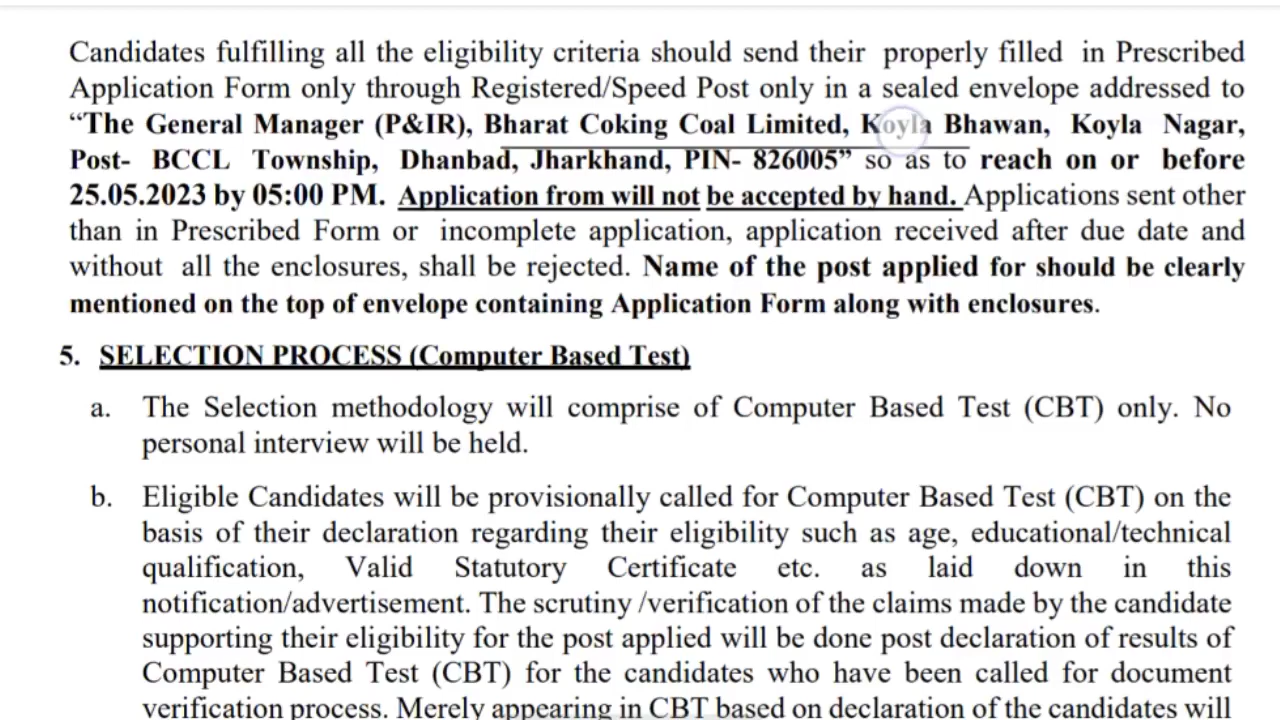 Candidates fulfilling all the eligibility criteria should send their properly filled in Prescribed
Application Form only through Registered/Speed Post only in a sealed envelope addressed to
“The General Manager (P&IR), Bharat Coking Coal Limited, Koyla Bhawan, Koyla Nagar,
Post- BCCL Township, Dhanbad, Jharkhand, PIN- 826005” so as to reach on or before
25.05.2023 by 05:00 PM. Application from will not be accepted by hand. Applications sent other
than in Prescribed Form or incomplete application, application received after due date and
without all the enclosures, shall be rejected. Name of the post applied for should be clearly
mentioned on the top of envelope containing Application Form along with enclosures.
5. SELECTION PROCESS (Computer Based Test)
a. The Selection methodology will comprise of Computer Based Test (CBT) only. No
personal interview will be held.
b. Eligible Candidates will be provisionally called for Computer Based Test (CBT) on the
basis of their declaration regarding their eligibility such as age, educational/technical
qualification, Valid Statutory Certificate etc. as laid down in this
notification/advertisement. The scrutiny /verification of the claims made by the candidate
supporting their eligibility for the post applied will be done post declaration of results of
Computer Based Test (CBT) for the candidates who have been called for document
verification process. Merely appearing in CBT based on declaration of the candidates will